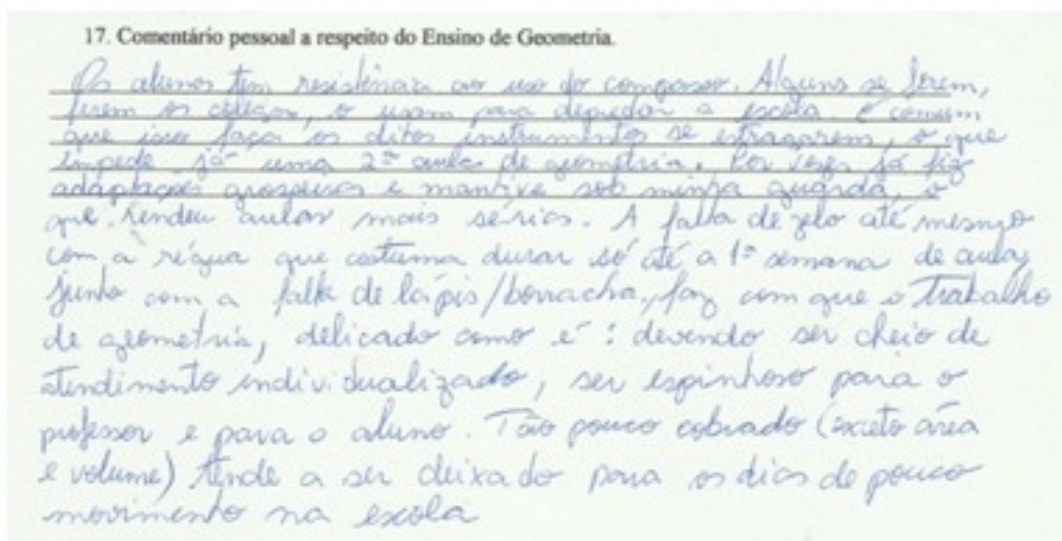 17. Comentário pessoal a respeito do Ensino de Geometria.
Os alunos tem resistência ao uso do compasso. Alguns se ferem,
ferem os colegas, o usam para depredar a escola. É comum
que isso faça os ditos instrumentos se estragarem, o que
impede já uma 2ª aula de geometria. Por vezes já fiz
adaptações grosseiras e mantive sob minha guarda, o
que rendeu aulas mais sérias. A falta de zelo até mesmo
com a régua que costuma durar só até a 1ª semana de aula,
junto com a falta de lápis/borracha, faz com que o trabalho
de geometria, delicado como é: devendo ser cheio de
atendimento individualizado, ser espinhoso para o
professor e para o aluno. Tão pouco cobrado (exceto área
e volume) tende a ser deixado para os dias de pouco
movimento na escola